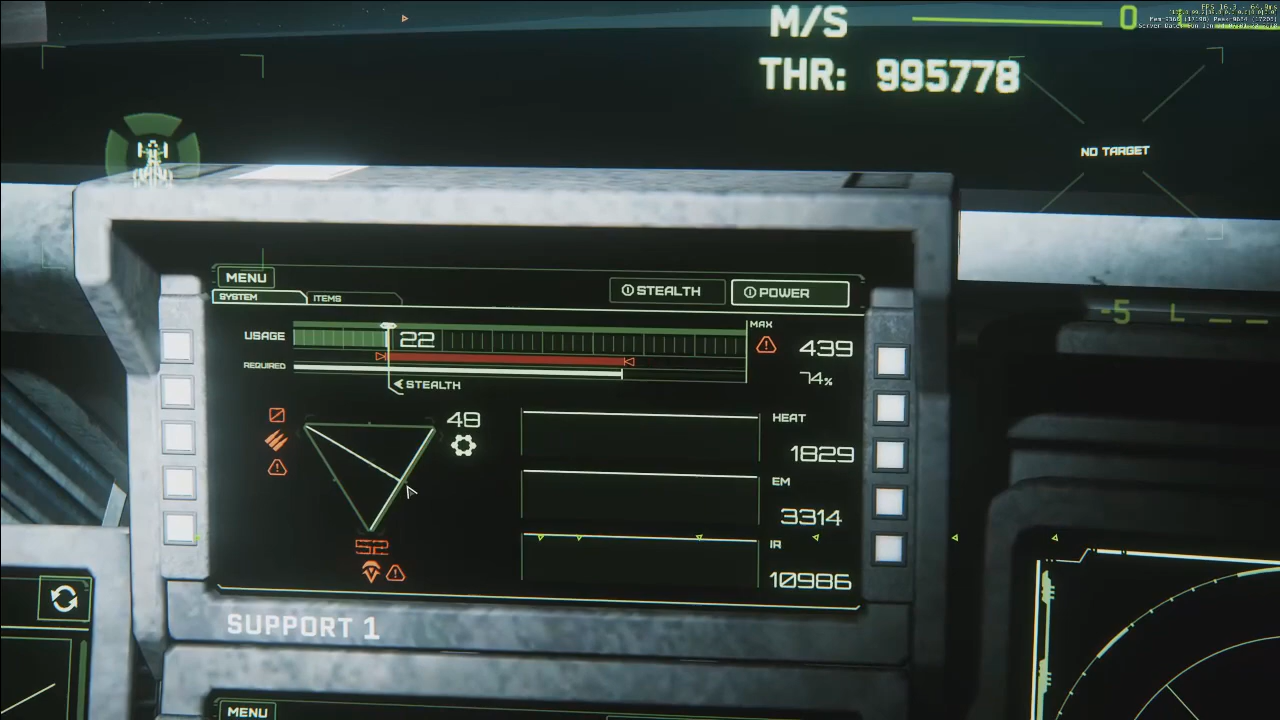 M/S
0
THR: 995778
NO TARGET
MENU
STEALTH
POWER
SYSTEM
ITEMS
USAGE
22
MAX
439
REQUIRED
74%
STEALTH
48
HEAT
1829
EM
3314
52
IR
10986
-5
SUPPORT 1
MENU